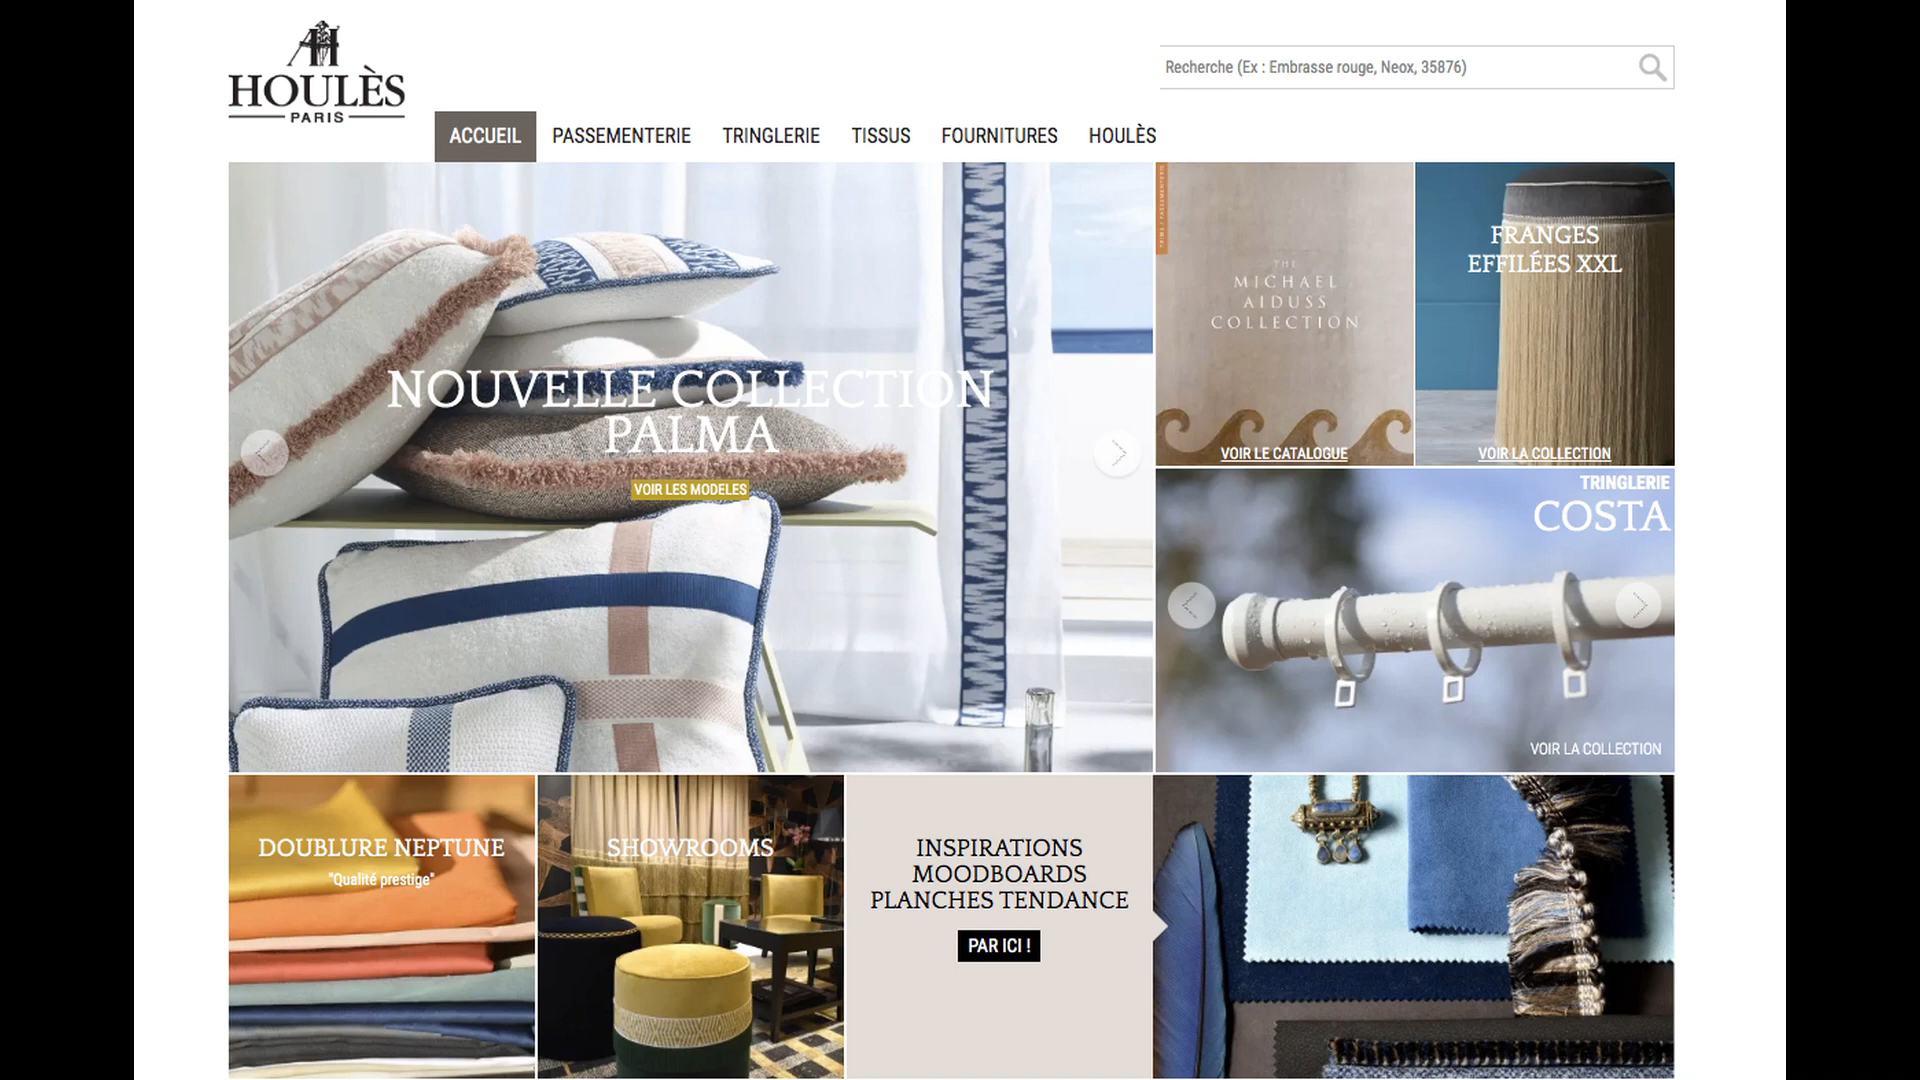 AH
HOULÈS
PARIS
Recherche (Ex : Embrasse rouge, Neox, 35876)
ACCUEIL
PASSEMENTERIE
TRINGLERIE
TISSUS
FOURNITURES
HOULÈS
NOUVELLE COLLECTION
PALMA
VOIR LES MODELES
THE
MICHAEL
AIDUSS
COLLECTION
VOIR LE CATALOGUE
FRANGES
EFFILÉES XXL
VOIR LA COLLECTION
TRINGLERIE
COSTA
VOIR LA COLLECTION
DOUBLURE NEPTUNE
"Qualité prestige"
SHOWROOMS
INSPIRATIONS
MOODBOARDS
PLANCHES TENDANCE
PAR ICI !